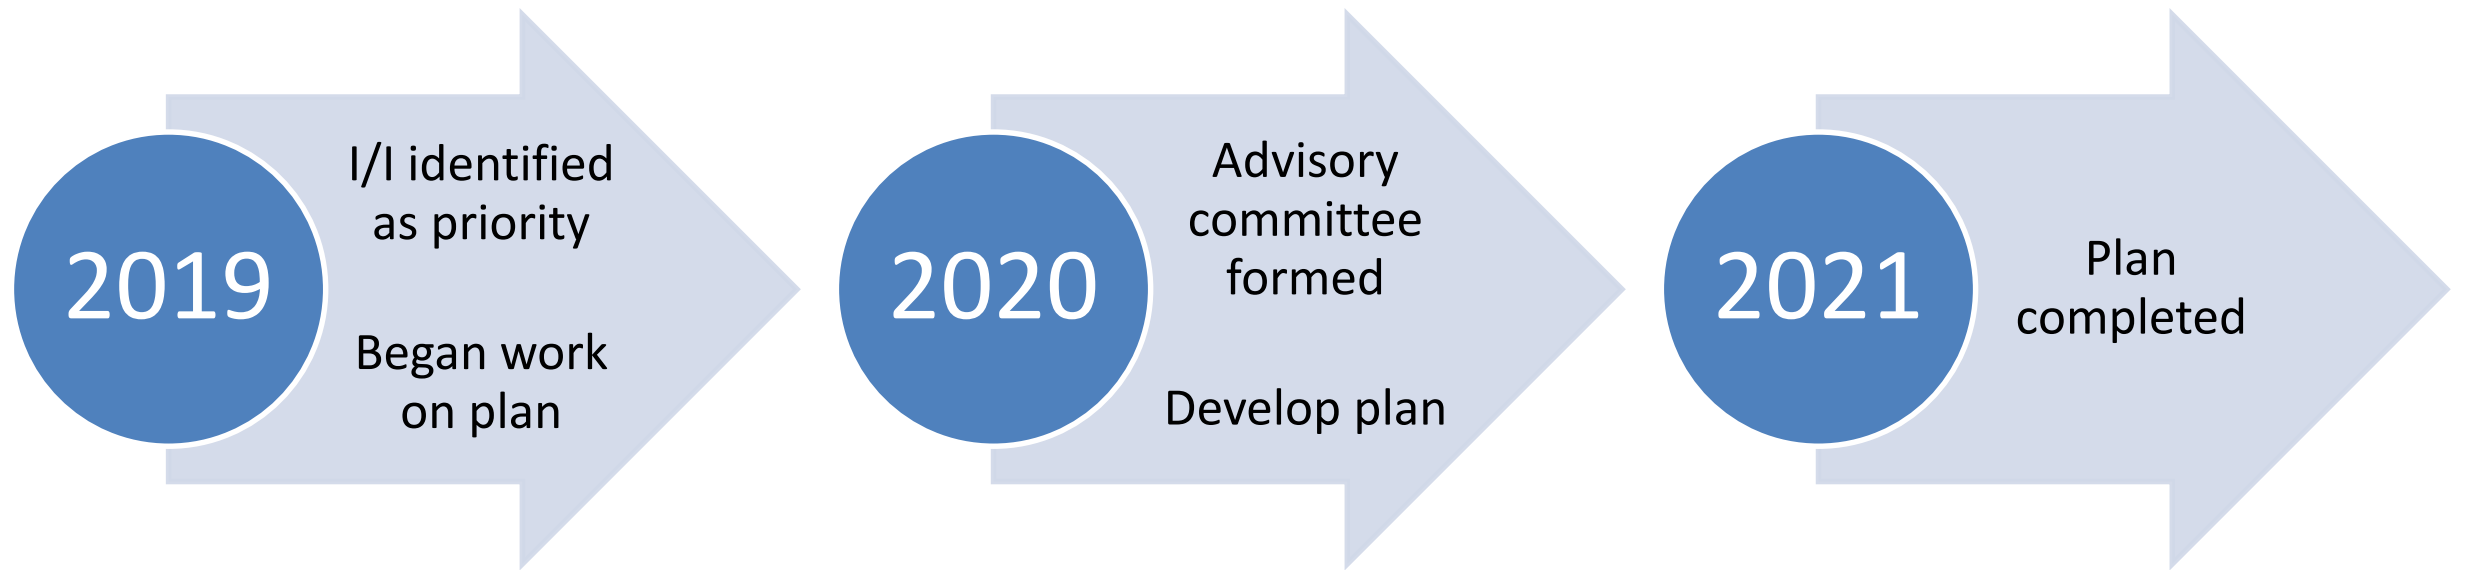 2019
I/I identified
as priority
Began work
on plan
2020
Advisory
committee
formed
Develop plan
2021
Plan
completed